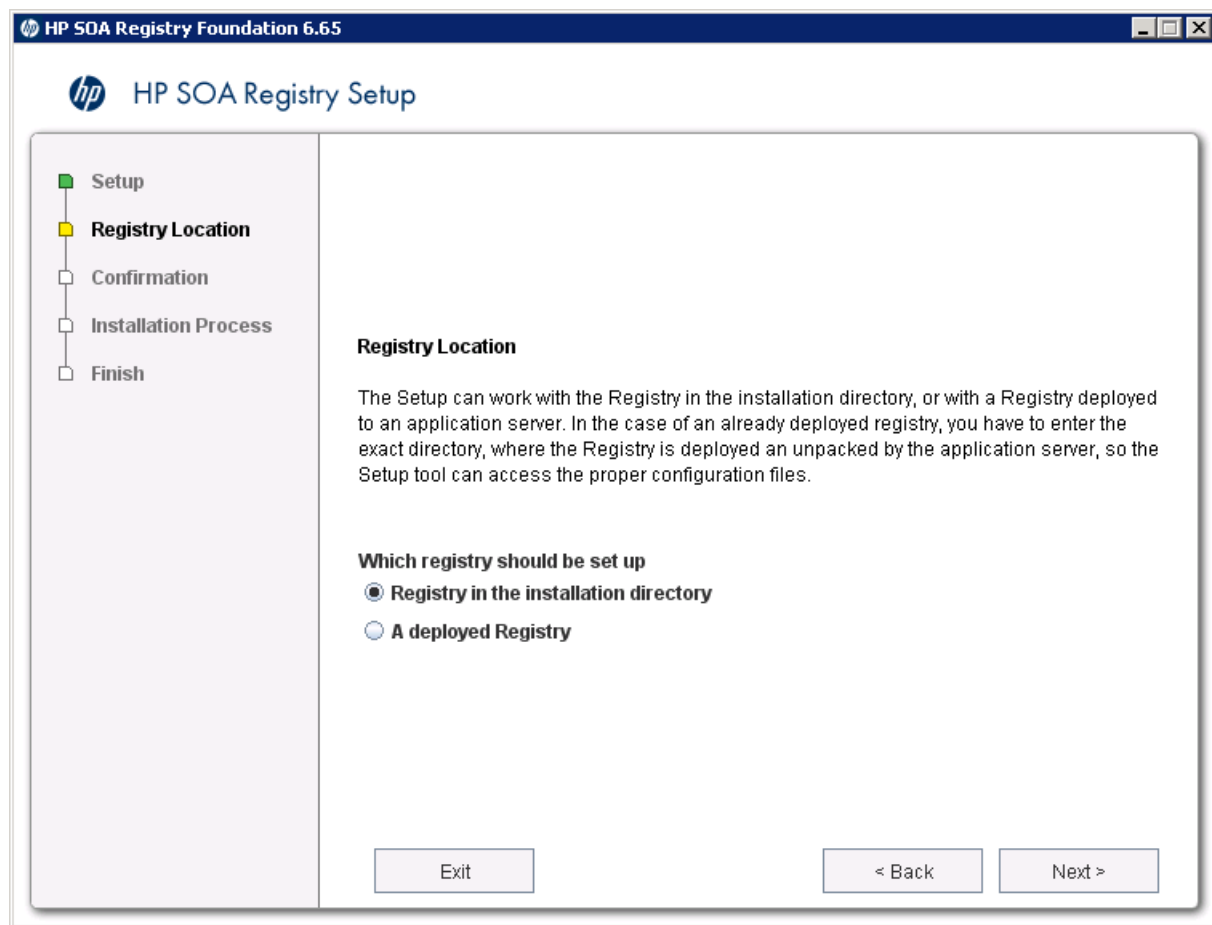 HP SOA Registry Foundation 6.65
hp
HP SOA Registry Setup
Setup
Registry Location
Confirmation
Installation Process
Finish
Registry Location
The Setup can work with the Registry in the installation directory, or with a Registry deployed
to an application server. In the case of an already deployed registry, you have to enter the
exact directory, where the Registry is deployed an unpacked by the application server, so the
Setup tool can access the proper configuration files.
Which registry should be set up
Registry in the installation directory
A deployed Registry
Exit
< Back
Next >